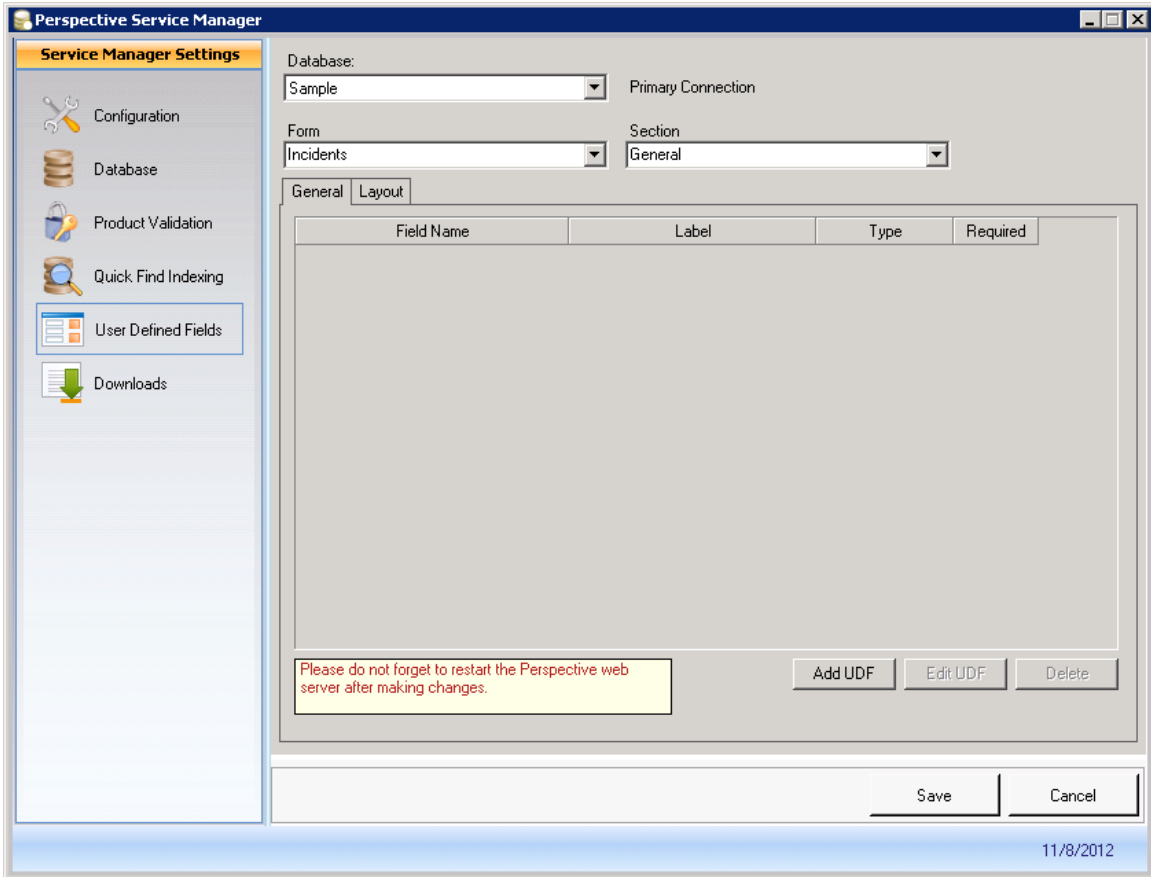 Perspective Service Manager
Service Manager Settings
Configuration
Database
Product Validation
Quick Find Indexing
User Defined Fields
Downloads
Database:
Sample
Primary Connection
Form
Section
Incidents
General
General
Layout
Field Name
Label
Type
Required
Please do not forget to restart the Perspective web
server after making changes.
Add UDF
Edit UDF
Delete
Save
Cancel
11/8/2012